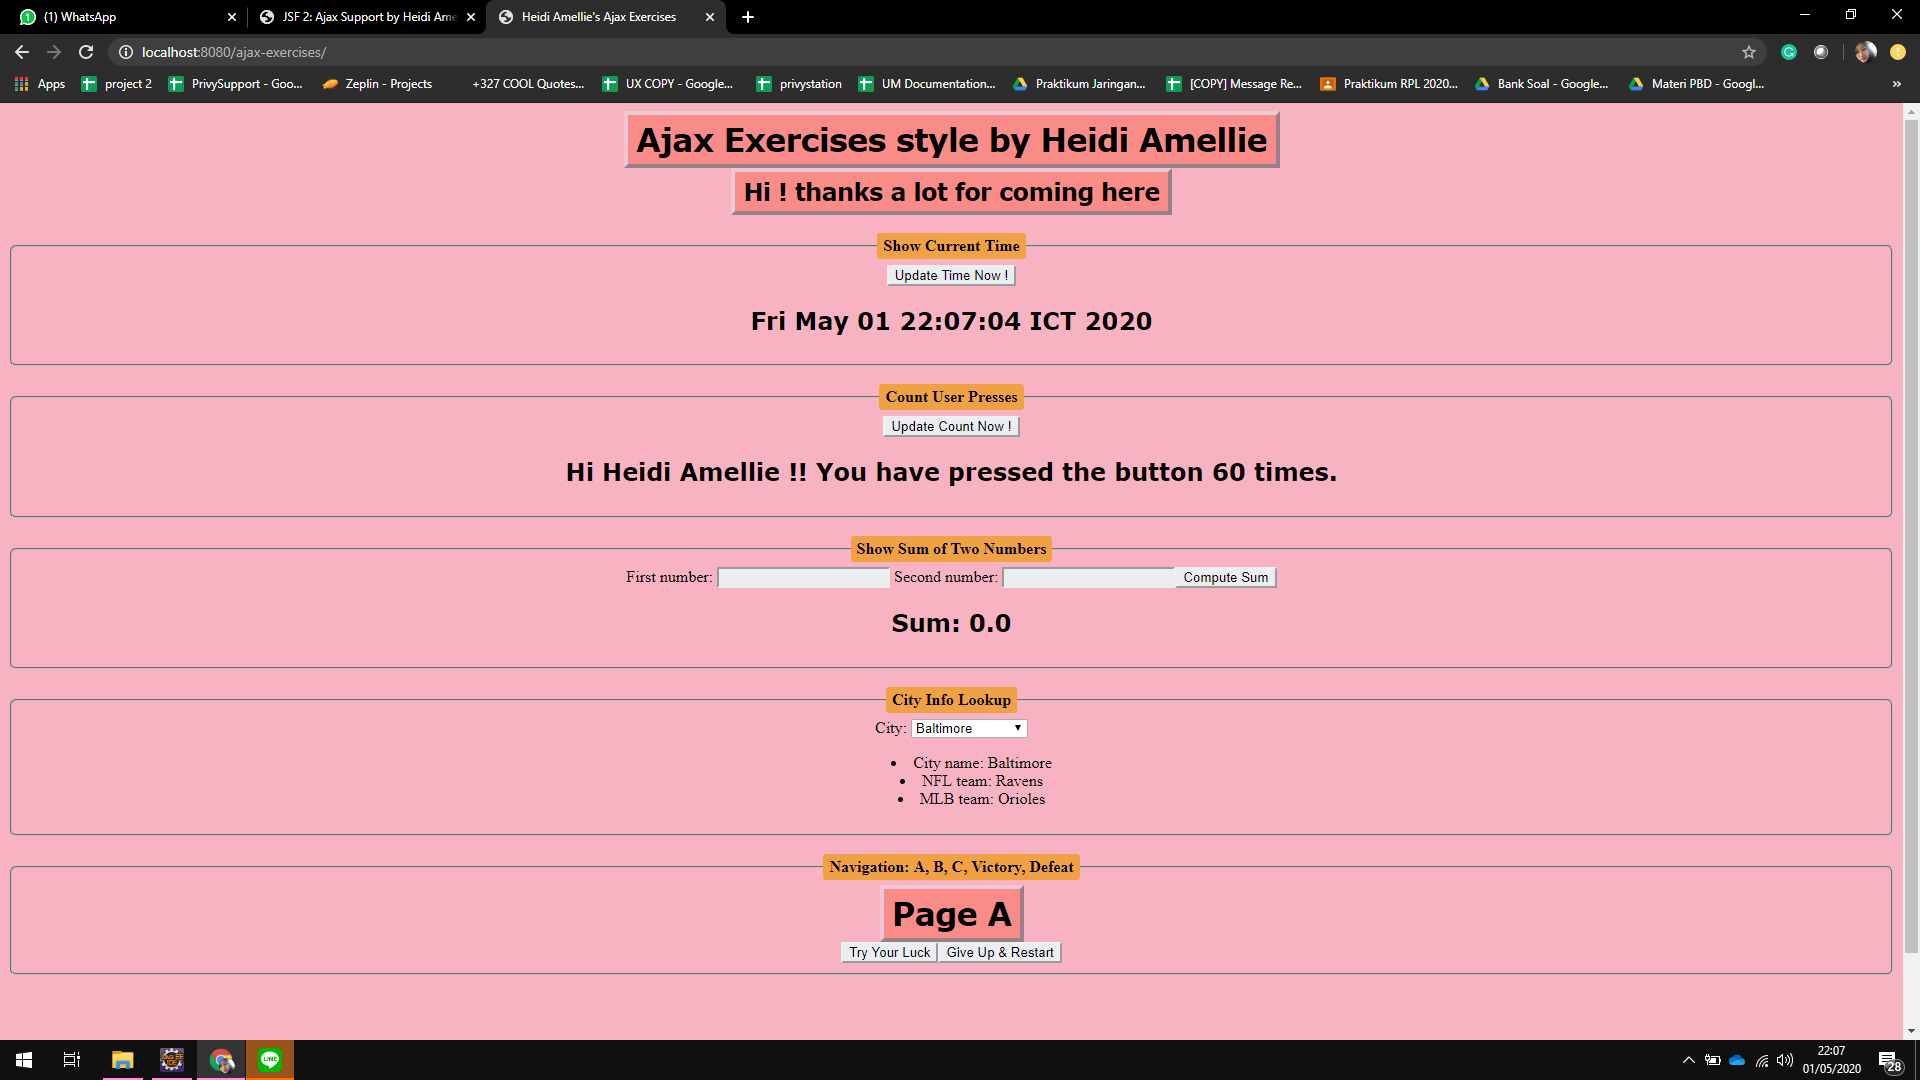 (1) WhatsApp
JSF 2: Ajax Support by Heidi Ame
Heidi Amellie's Ajax Exercises
localhost:8080/ajax-exercises/
Apps
project 2
PrivySupport - Goo...
Zeplin - Projects
+327 COOL Quotes...
UX COPY - Google...
privystation
UM Documentation...
Praktikum Jaringan...
[COPY] Message Re...
Praktikum RPL 2020...
Bank Soal - Google...
Materi PBD - Googl...
»
Ajax Exercises style by Heidi Amellie
Hi ! thanks a lot for coming here
Show Current Time
Update Time Now !
Fri May 01 22:07:04 ICT 2020
Count User Presses
Update Count Now !
Hi Heidi Amellie !! You have pressed the button 60 times.
Show Sum of Two Numbers
First number: Second number: Compute Sum
Sum: 0.0
City Info Lookup
City: Baltimore
• City name: Baltimore
• NFL team: Ravens
• MLB team: Orioles
Navigation: A, B, C, Victory, Defeat
Page A
Try Your Luck Give Up & Restart
LINE
22:07
01/05/2020
28